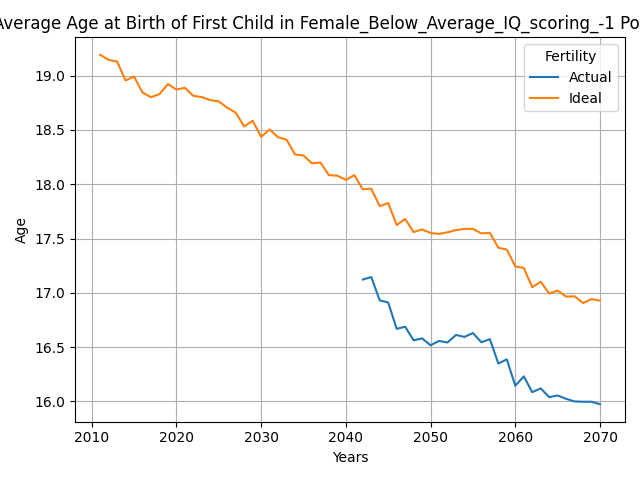 Average Age at Birth of First Child in Female_Below_Average_IQ_scoring_-1 Po
Fertility
Actual
Ideal
19.0
18.5
18.0
17.5
17.0
16.5
16.0
Age
2010 2020 2030 2040 2050 2060 2070
Years